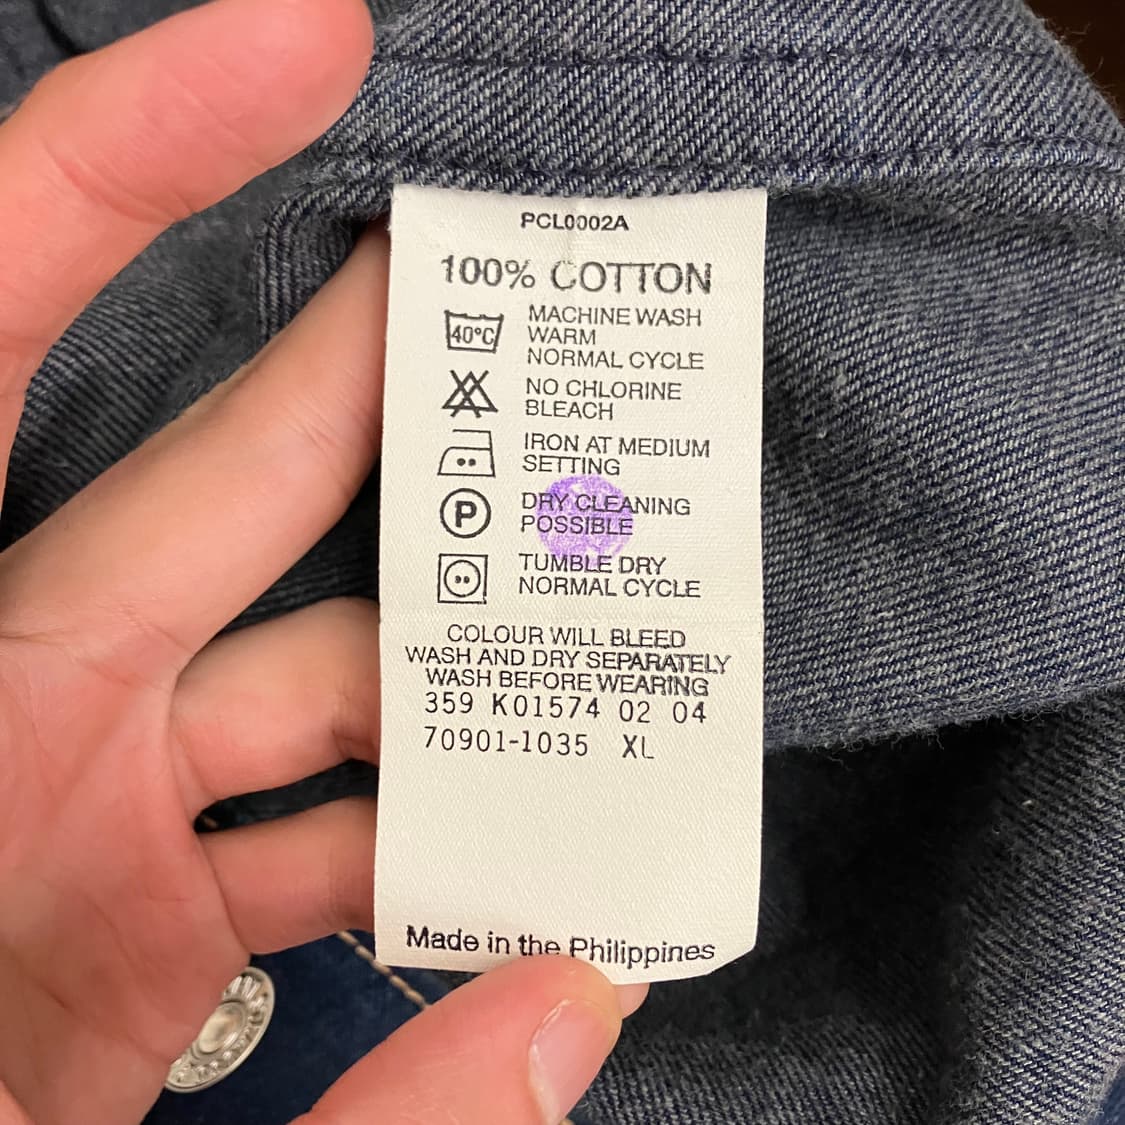 PCL0002A
100% COTTON
40°C
MACHINE WASH
WARM
NORMAL CYCLE
NO CHLORINE
BLEACH
IRON AT MEDIUM
SETTING
P
DRY CLEANING
POSSIBLE
TUMBLE DRY
NORMAL CYCLE
COLOUR WILL BLEED
WASH AND DRY SEPARATELY
WASH BEFORE WEARING
359 K01574 02 04
70901-1035 XL
Made in the Philippines